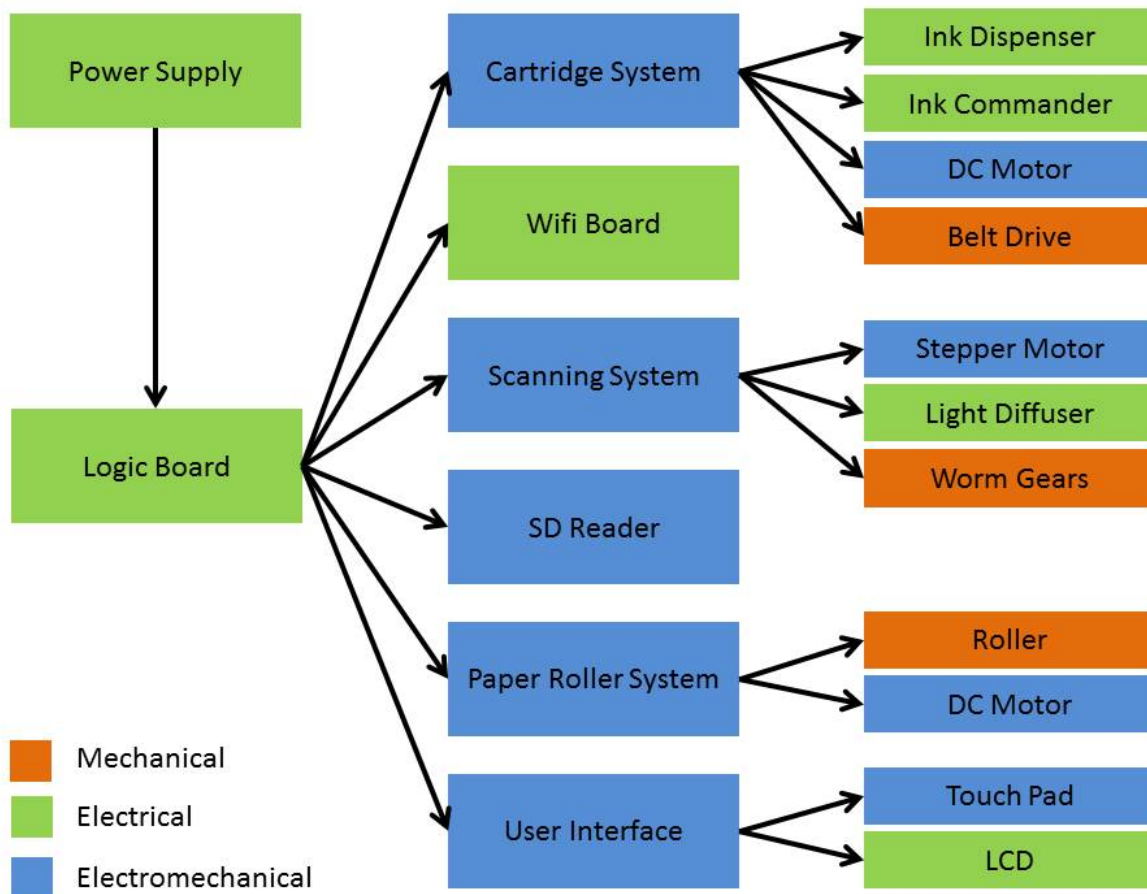 Power Supply
Logic Board
Cartridge System
Wifi Board
Scanning System
SD Reader
Paper Roller System
User Interface
Ink Dispenser
Ink Commander
DC Motor
Belt Drive
Stepper Motor
Light Diffuser
Worm Gears
Roller
DC Motor
Touch Pad
LCD
Mechanical
Electrical
Electromechanical